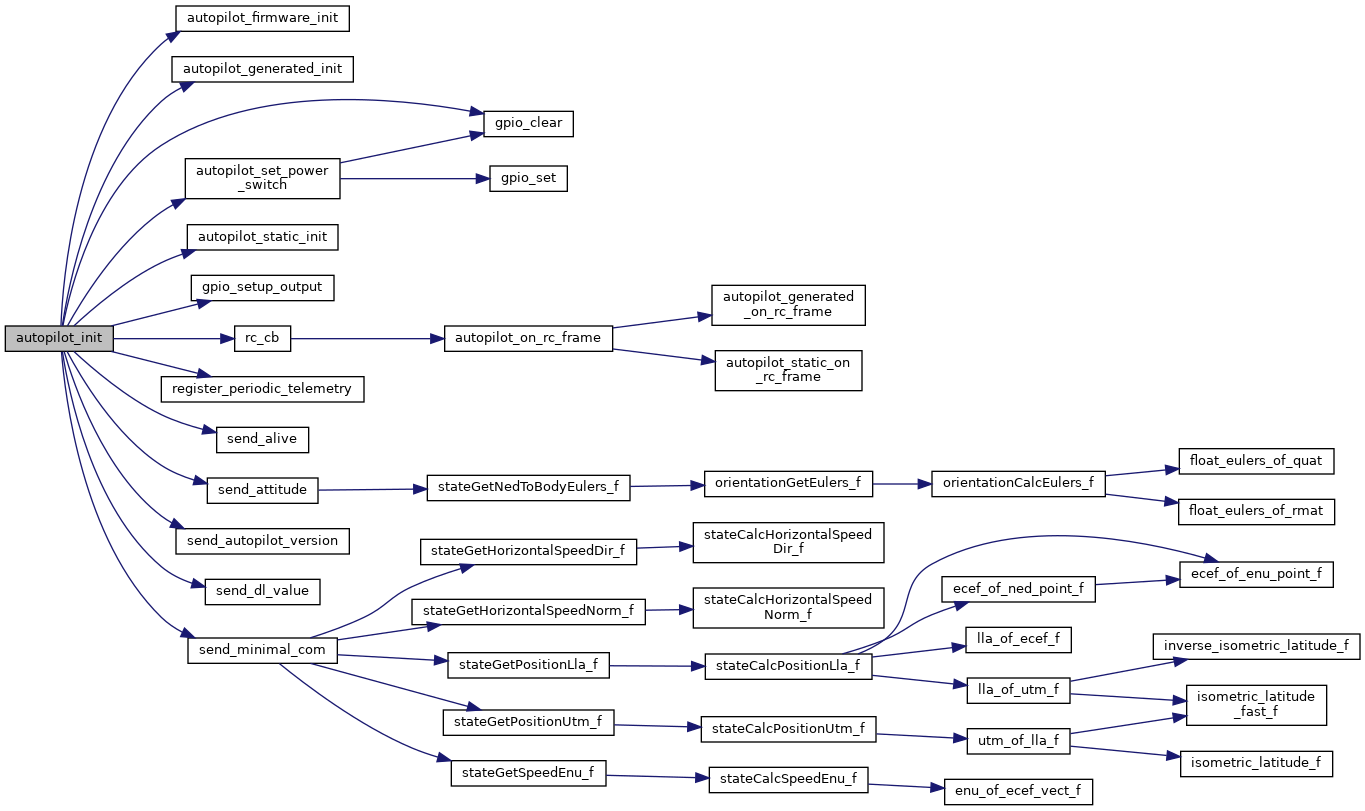 autopilot_firmware_init
autopilot_generated_init
gpio_clear
autopilot_set_power
_switch
gpio_set
autopilot_static_init
gpio_setup_output
autopilot_generated
_on_rc_frame
autopilot_init
rc_cb
autopilot_on_rc_frame
autopilot_static_on
_rc_frame
register_periodic_telemetry
send_alive
float_eulers_of_quat
send_attitude
stateGetNedToBodyEulers_f
orientationGetEulers_f
orientationCalcEulers_f
float_eulers_of_rmat
send_autopilot_version
stateGetHorizontalSpeedDir_f
stateCalcHorizontalSpeed
Dir_f
ecef_of_enu_point_f
send_dl_value
ecef_of_ned_point_f
stateGetHorizontalSpeedNorm_f
stateCalcHorizontalSpeed
Norm_f
lla_of_ecef_f
inverse_isometric_latitude_f
send_minimal_com
stateGetPositionLla_f
stateCalcPositionLla_f
lla_of_utm_f
isometric_latitude
_fast_f
stateGetPositionUtm_f
stateCalcPositionUtm_f
utm_of_lla_f
isometric_latitude_f
stateGetSpeedEnu_f
stateCalcSpeedEnu_f
enu_of_ecef_vect_f